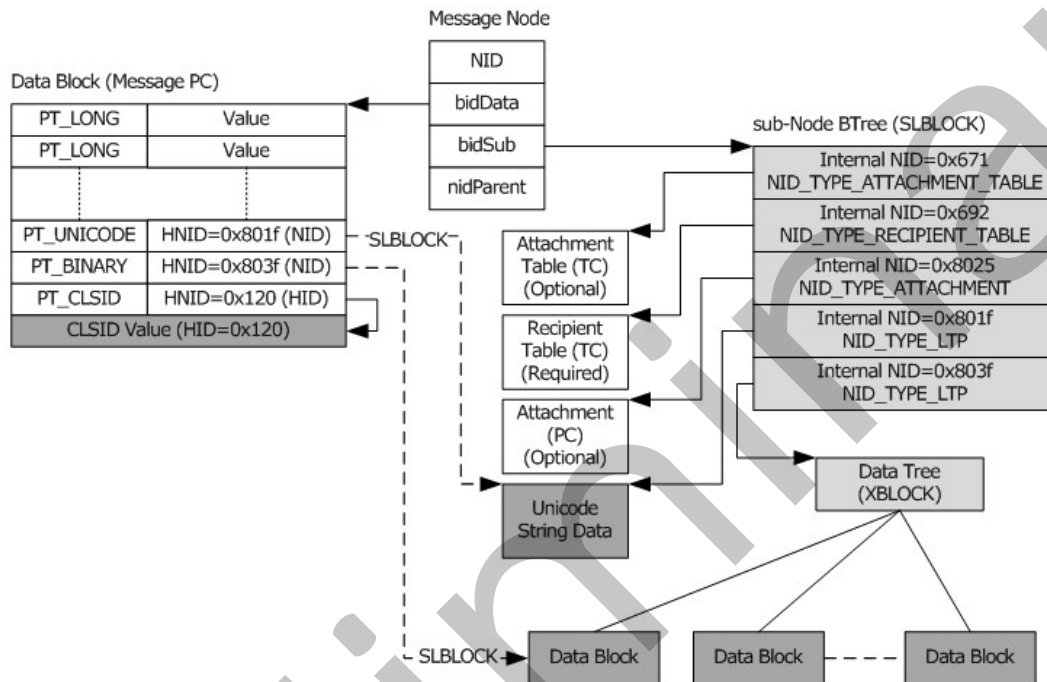 Message Node
NID
bidData
bidSub
nidParent
Data Block (Message PC)
PT_LONG Value
PT_LONG Value
PT_UNICODE HNID=0x801f (NID)
PT_BINARY HNID=0x803f (NID)
PT_CLSID HNID=0x120 (HID)
CLSID Value (HID=0x120)
SLBLOCK
sub-Node BTree (SLBLOCK)
Internal NID=0x671
NID_TYPE_ATTACHMENT_TABLE
Internal NID=0x692
NID_TYPE_RECIPIENT_TABLE
Internal NID=0x8025
NID_TYPE_ATTACHMENT
Internal NID=0x801f
NID_TYPE_LTP
Internal NID=0x803f
NID_TYPE_LTP
Attachment
Table (TC)
(Optional)
Recipient
Table (TC)
(Required)
Attachment
(PC)
(Optional)
Unicode
String Data
Data Tree
(XBLOCK)
SLBLOCK
Data Block
Data Block
Data Block